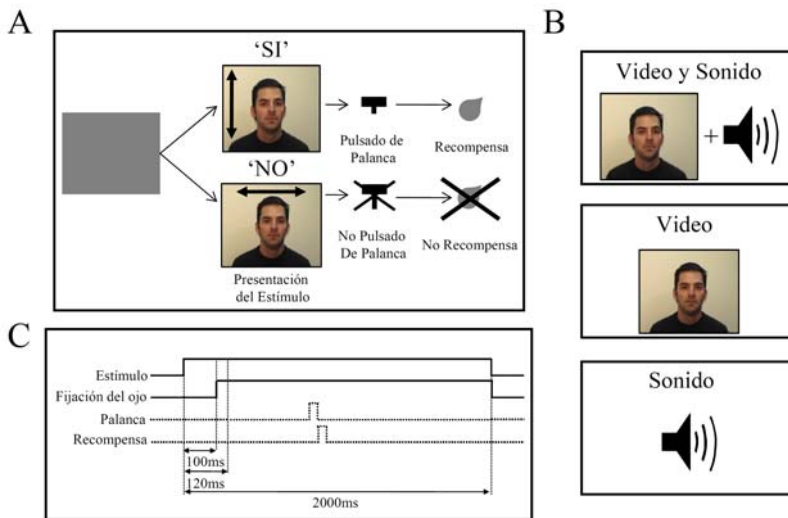 A
'SI'
Pulsado de
Palanca
Recompensa
'NO'
No Pulsado
De Palanca
No Recompensa
Presentación
del Estímulo
B
Video y Sonido
+
Video
Sonido
C
Estímulo
Fijación del ojo
Palanca
Recompensa
100ms
120ms
2000ms